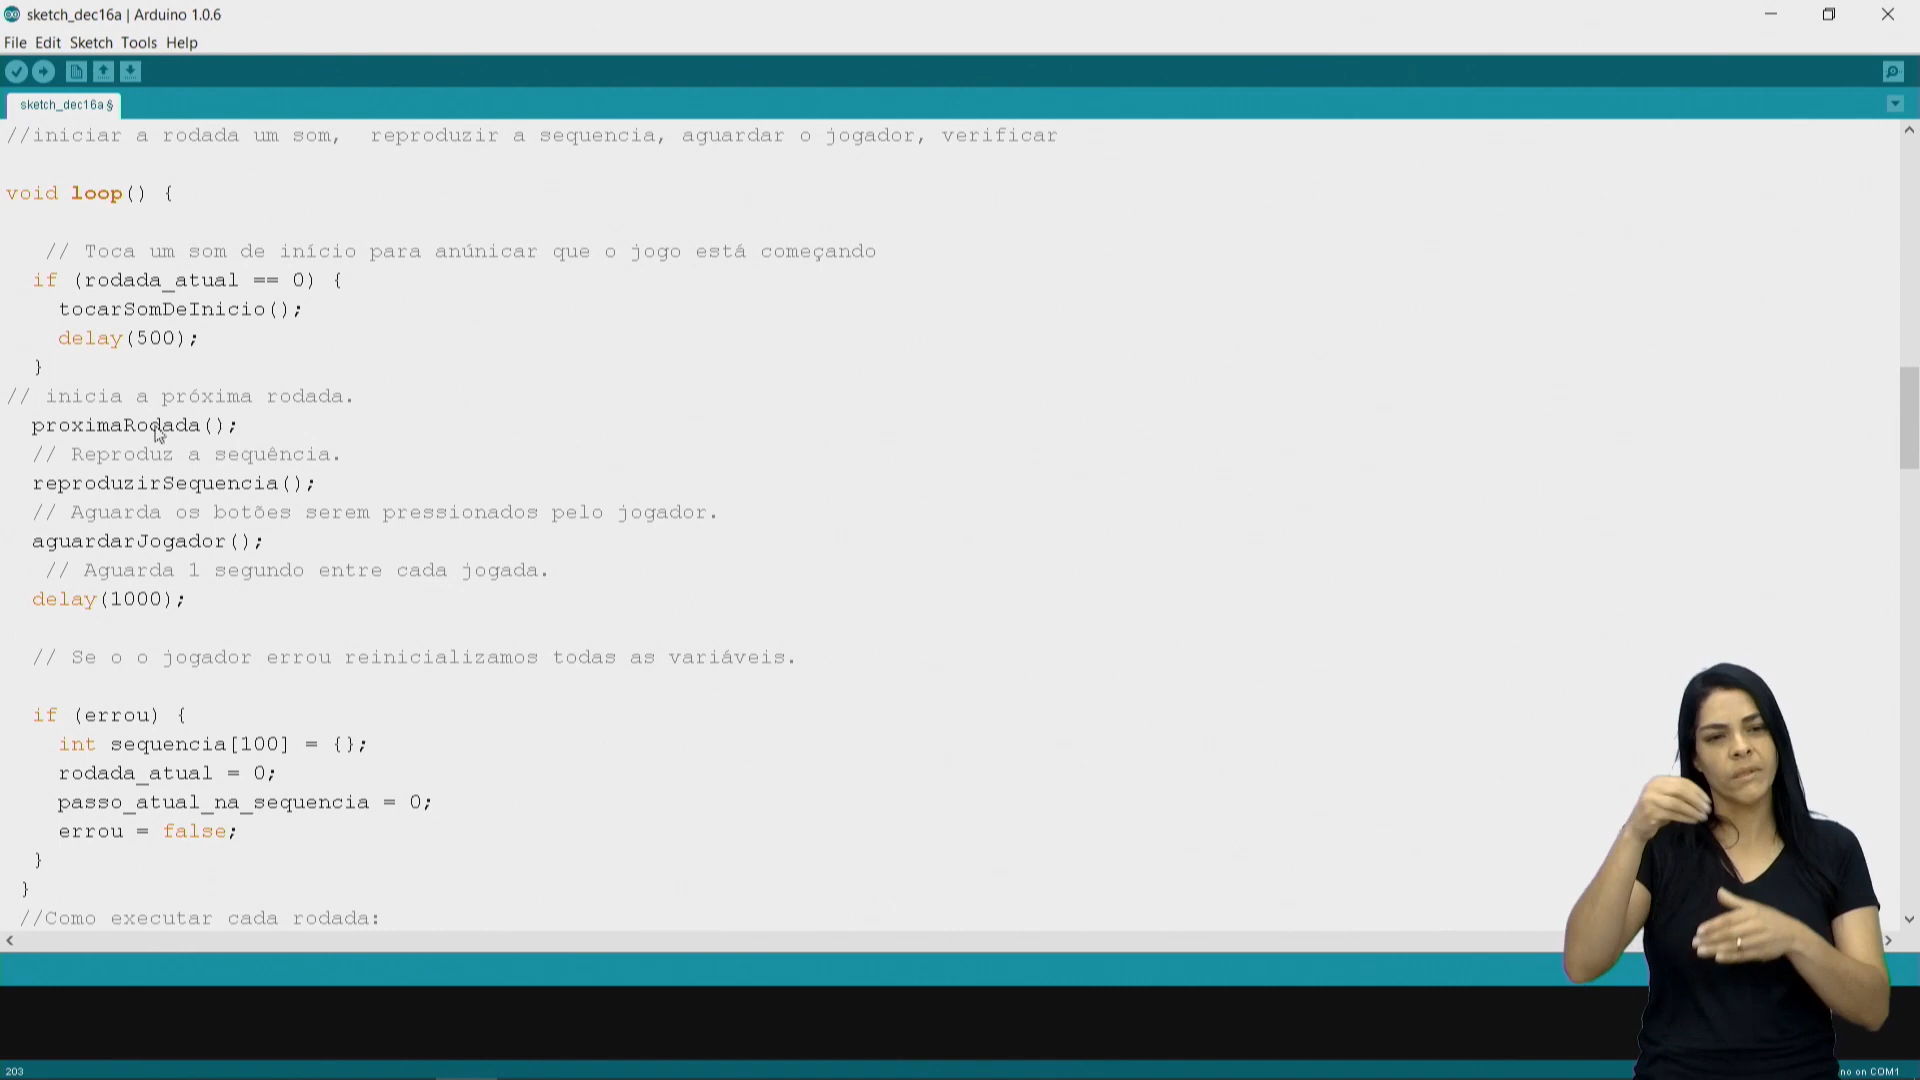 sketch_dec16a | Arduino 1.0.6
File Edit Sketch Tools Help
sketch_dec16a §
//iniciar a rodada um som,  reproduzir a sequencia, aguardar o jogador, verificar
void loop() {
// Toca um som de início para anúnicar que o jogo está começando
if (rodada_atual == 0) {
tocarSomDeInicio();
delay(500);
}
// inicia a próxima rodada.
proximaRodada();
// Reproduz a sequência.
reproduzirSequencia();
// Aguarda os botões serem pressionados pelo jogador.
aguardarJogador();
// Aguarda 1 segundo entre cada jogada.
delay(1000);
// Se o o jogador errou reinicializamos todas as variáveis.
if (errou) {
int sequencia[100] = {};
rodada_atual = 0;
passo_atual_na_sequencia = 0;
errou = false;
}
}
//Como executar cada rodada:
203
no on COM1